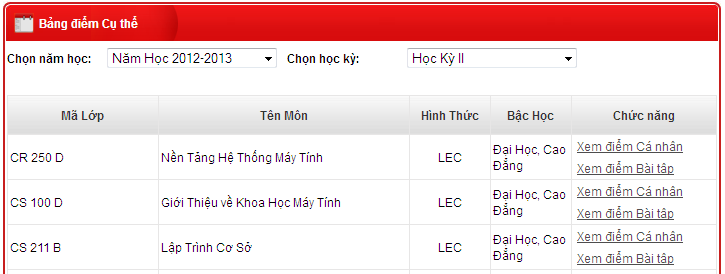 Bảng điểm Cụ thể
Chọn năm học: Năm Học 2012-2013 Chọn học kỳ: Học Kỳ II
Mã Lớp Tên Môn Hình Thức Bậc Học Chức năng
CR 250 D Nền Tảng Hệ Thống Máy Tính LEC Đại Học, Cao Đẳng Xem điểm Cá nhân
Xem điểm Bài tập
CS 100 D Giới Thiệu về Khoa Học Máy Tính LEC Đại Học, Cao Đẳng Xem điểm Cá nhân
Xem điểm Bài tập
CS 211 B Lập Trình Cơ Sở LEC Đại Học, Cao Đẳng Xem điểm Cá nhân
Xem điểm Bài tập